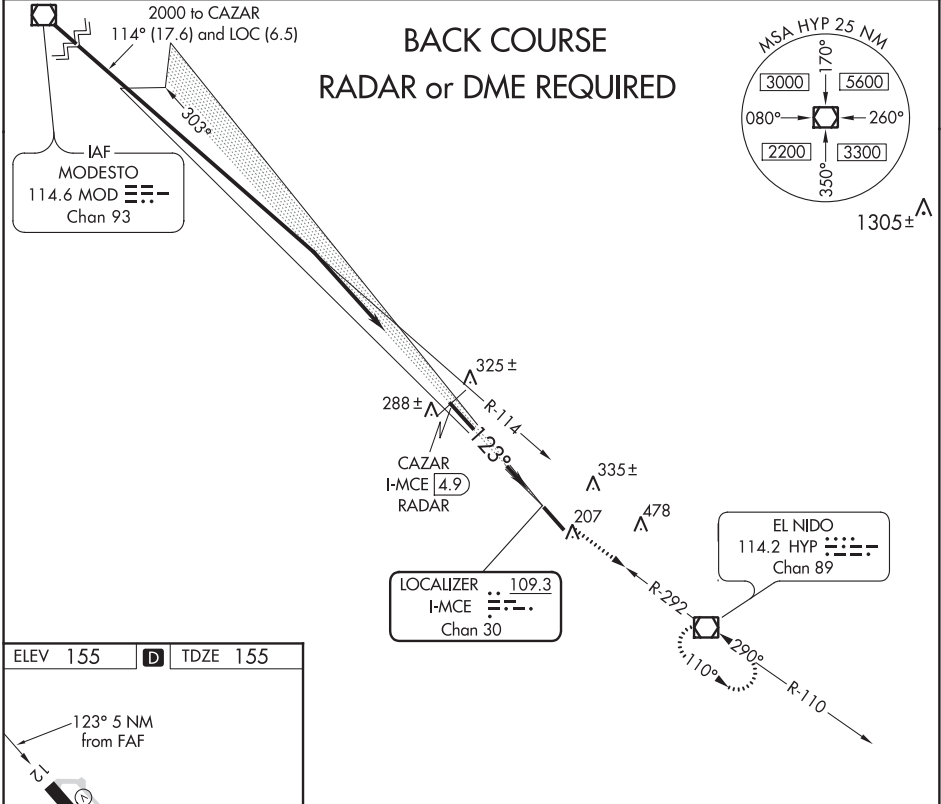 2000 to CAZAR
114° (17.6) and LOC (6.5)
BACK COURSE
RADAR or DME REQUIRED
MSA HYP 25 NM
170°
3000
5600
080°
260°
2200
3300
350°
1305±
303°
IAF
MODESTO
114.6 MOD
Chan 93
325±
288±
R-114
123°
CAZAR
I-MCE 4.9
RADAR
335±
207
478
EL NIDO
114.2 HYP
Chan 89
LOCALIZER 109.3
I-MCE
Chan 30
R-292
290°
110°
R-110
ELEV 155 D TDZE 155
123° 5 NM
from FAF
12
V